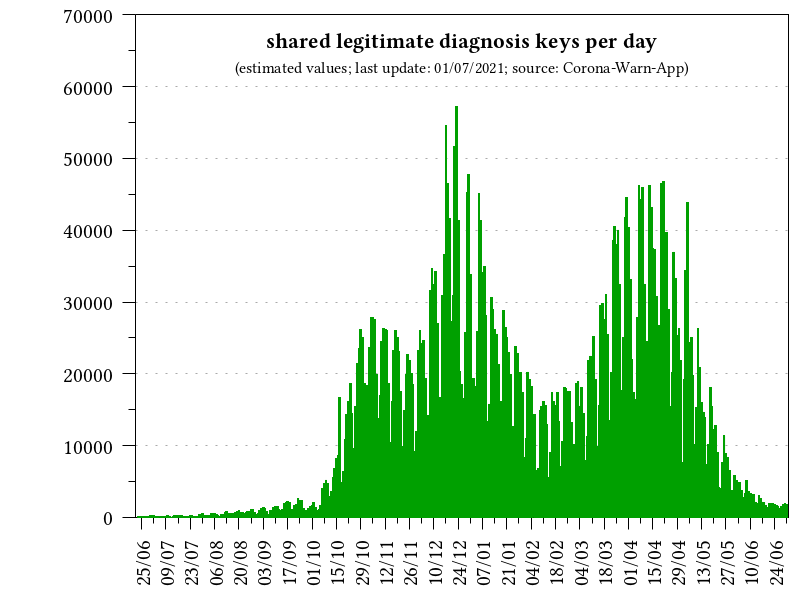 shared legitimate diagnosis keys per day
(estimated values; last update: 01/07/2021; source: Corona-Warn-App)
70000
60000
50000
40000
30000
20000
10000
0
25/06 09/07 23/07 06/08 20/08 03/09 17/09 01/10 15/10 29/10 12/11 26/11 10/12 24/12 07/01 21/01 04/02 18/02 04/03 18/03 01/04 15/04 29/04 13/05 27/05 10/06 24/06